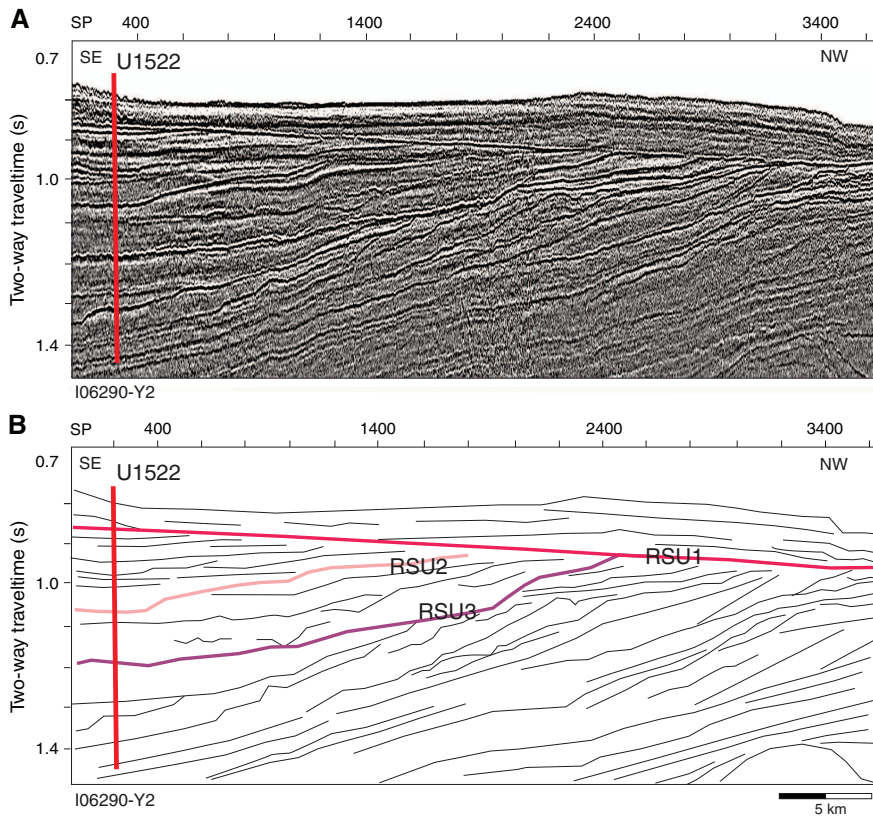 A
SP 400 1400 2400 3400
SE U1522 NW
0.7
1.0
1.4
Two-way traveltime (s)
I06290-Y2
B
SP 400 1400 2400 3400
SE U1522 NW
0.7
RSU1
RSU2
1.0
RSU3
1.4
Two-way traveltime (s)
I06290-Y2
5 km